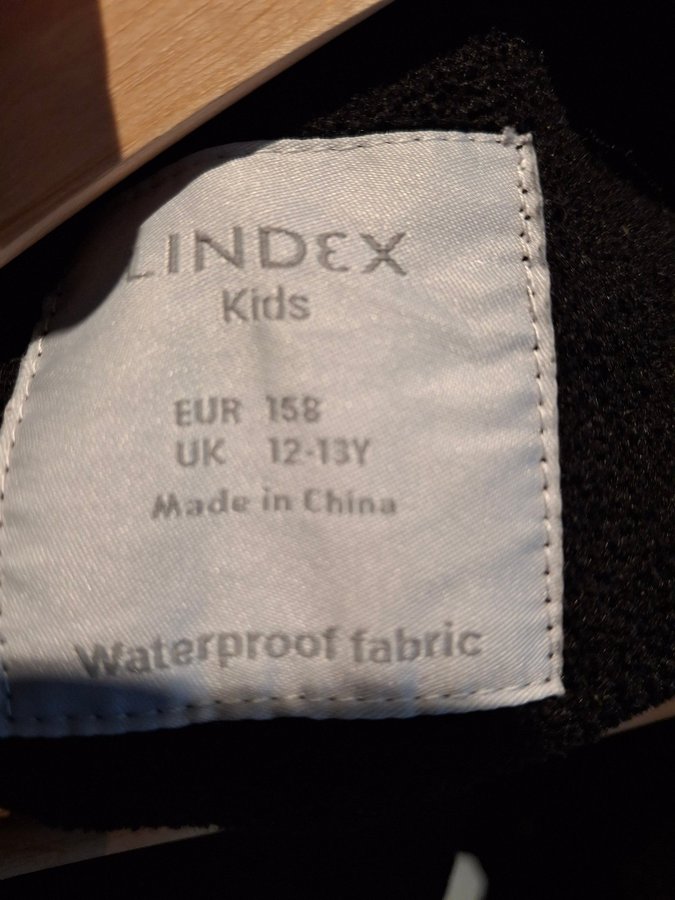 LINDEX
Kids
EUR 158
UK 12-13Y
Made in China
Waterproof fabric